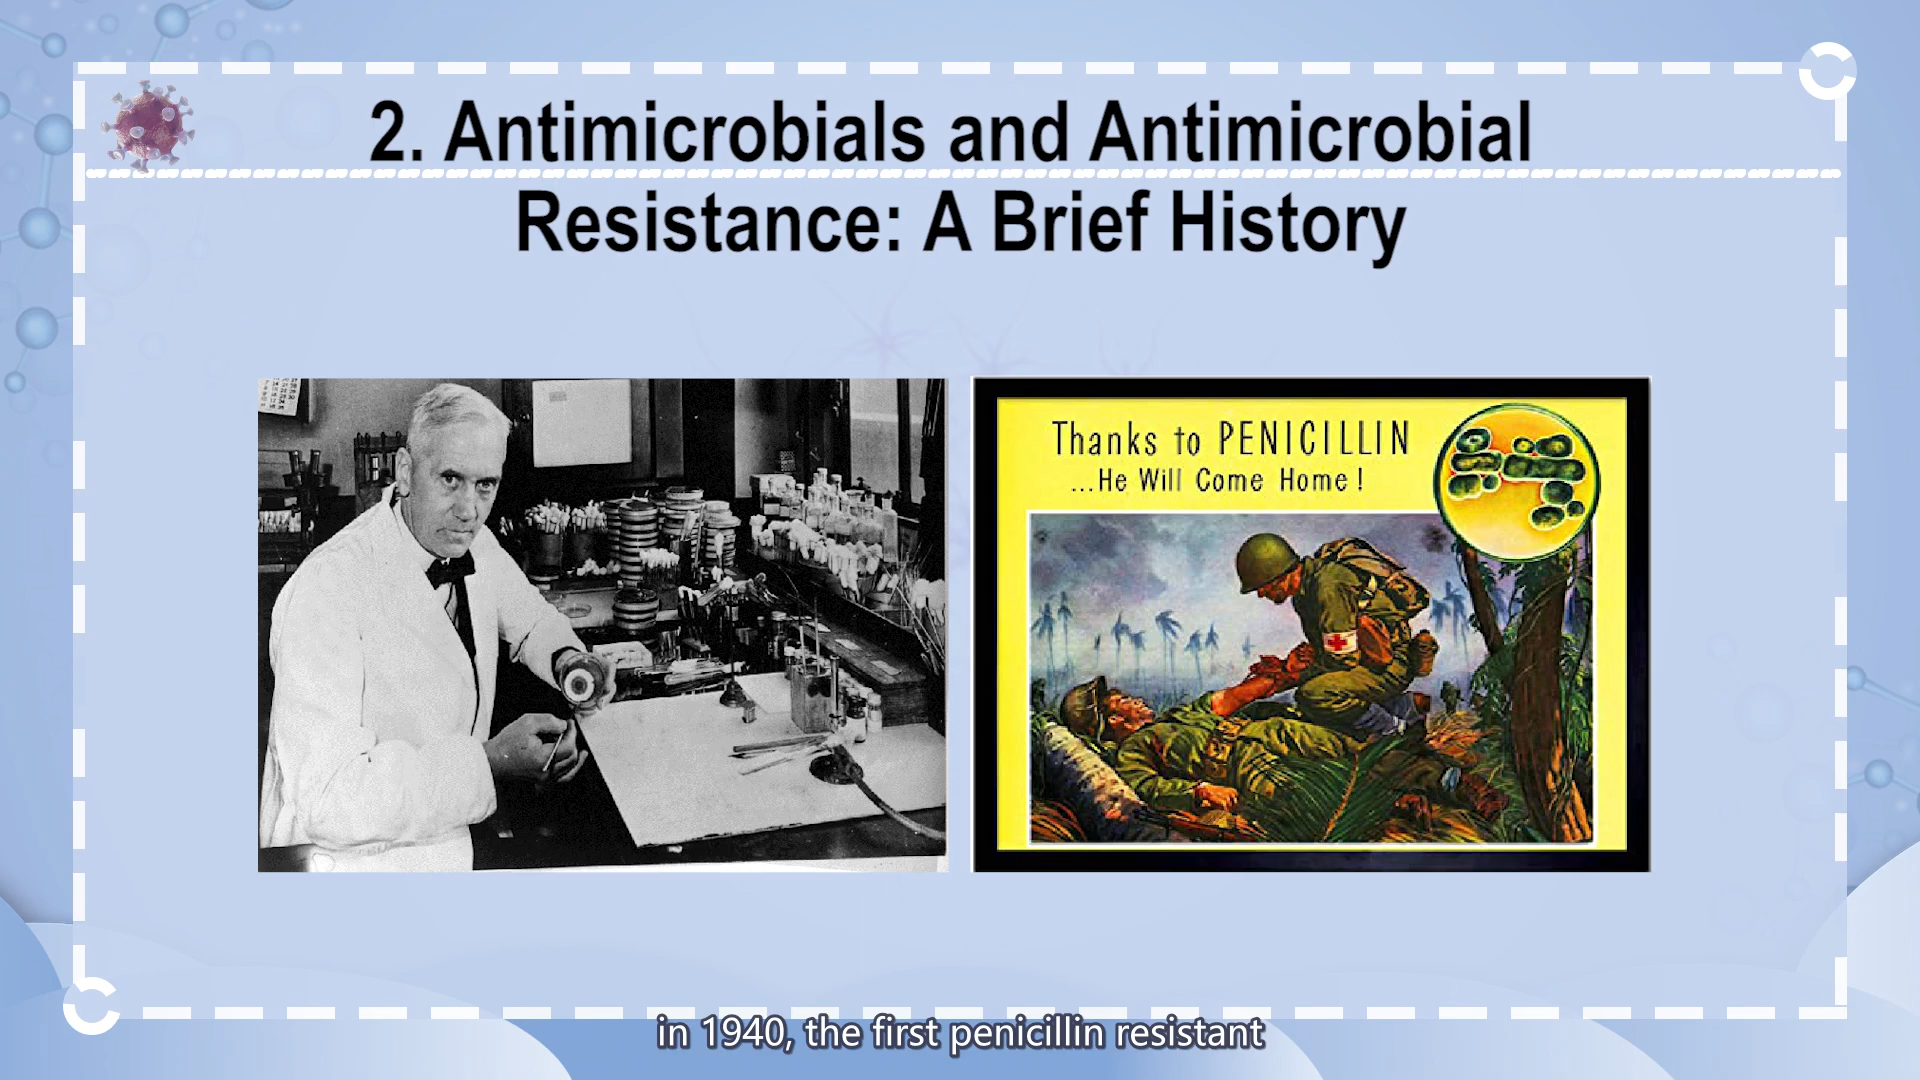 2. Antimicrobials and Antimicrobial
Resistance: A Brief History
Thanks to PENICILLIN
...He Will Come Home!
in 1940, the first penicillin resistant